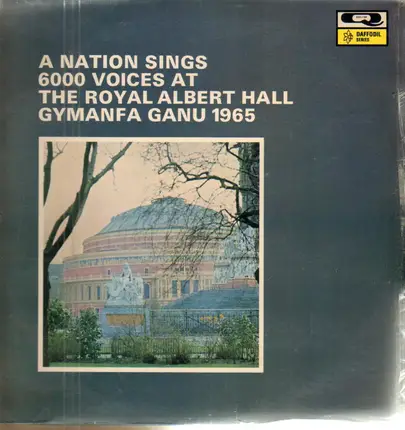 A NATION SINGS
6000 VOICES AT
THE ROYAL ALBERT HALL
GYMANFA GANU 1965
DAFFODIL
SERIES